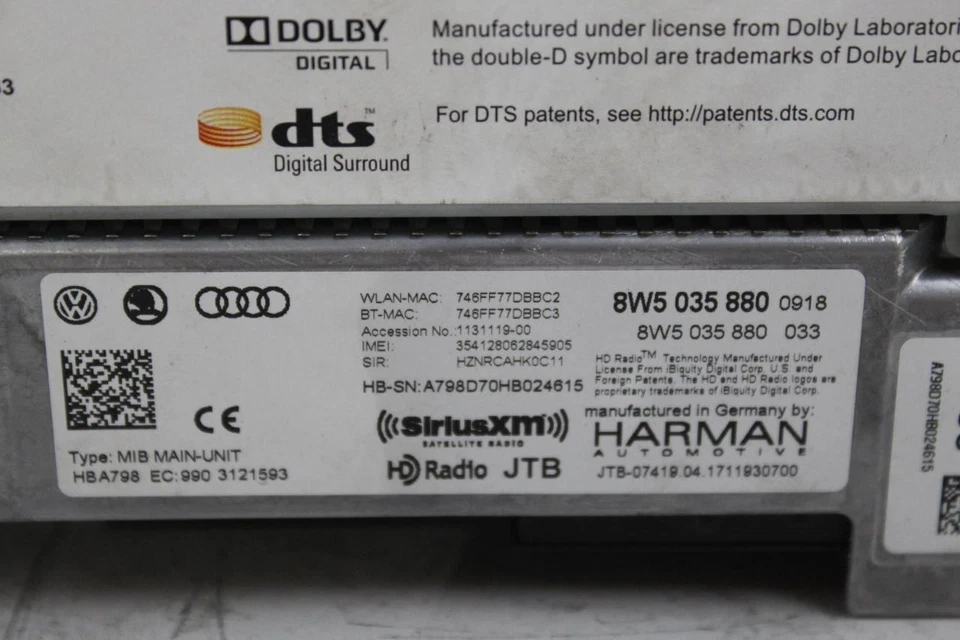 DOLBY
DIGITAL
Manufactured under license from Dolby
the double-D symbol are trademarks of Dolby
dts™
Digital Surround
For DTS patents, see http://patents.dts.com
WLAN-MAC: 746FF77DBBC2
BT-MAC: 746FF77DBBC3
Accession No.:1131119-00
IMEI: 354128062845905
SIR: HZNRCAHK0C11
HB-SN:A798D70HB024615
8W5 035 880 0918
8W5 035 880 033
HD Radio™ Technology Manufactured Under
License From iBiquity Digital Corp. U.S. and
Foreign Patents. The HD and HD Radio logos are
proprietary trademarks of iBiquity Digital Corp.
CE
Type: MIB MAIN-UNIT
HBA798 EC:990 3121593
((SiriusXM))
SATELLITE RADIO
HD Radio JTB
manufactured in Germany by:
HARMAN
AUTOMOTIVE
JTB-07419.04.1711930700
A798D70HB024615